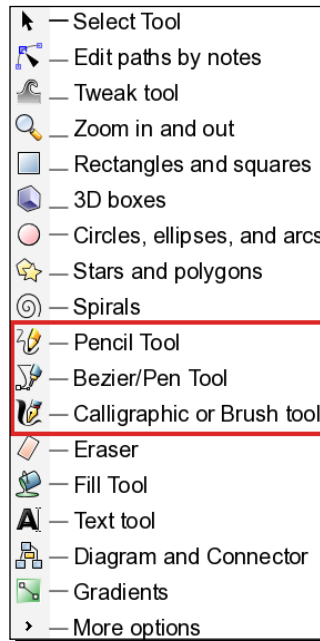 Select Tool
Edit paths by notes
Tweak tool
Zoom in and out
Rectangles and squares
3D boxes
Circles, ellipses, and arcs
Stars and polygons
Spirals
Pencil Tool
Bezier/Pen Tool
Calligraphic or Brush tool
Eraser
Fill Tool
Text tool
Diagram and Connector
Gradients
More options